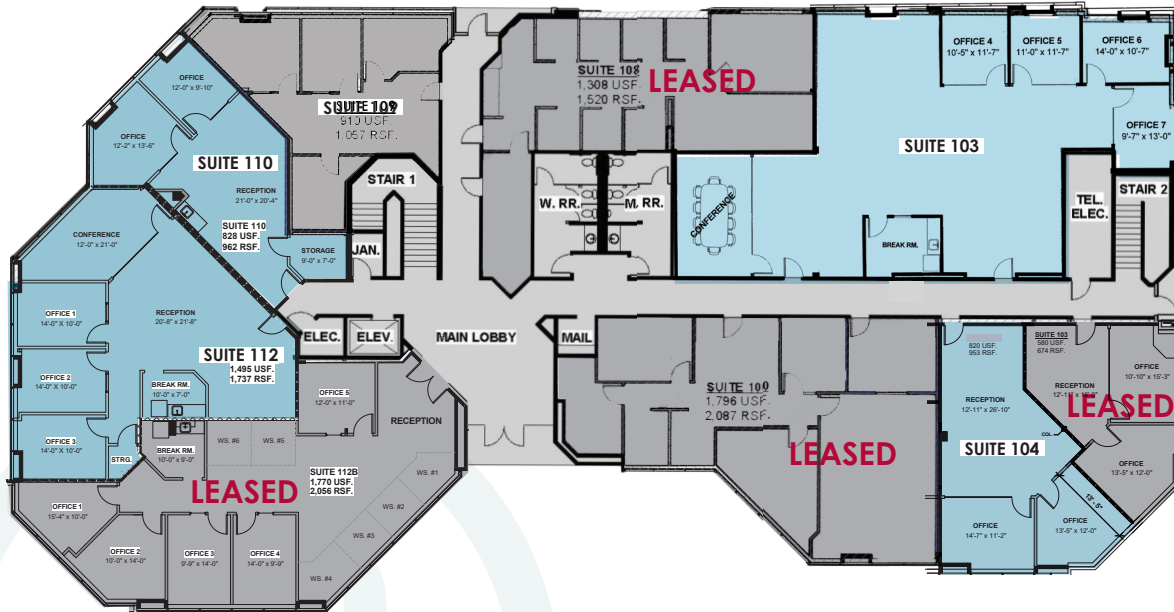 OFFICE
12'-0" x 9'-10"
OFFICE
12'-2" x 13'-6"
SUITE 110
RECEPTION
21'-0" x 20'-4"
SUITE 110
828 USF.
962 RSF.
STORAGE
9'-0" x 7'-0"
910 USF.
1,057 RSF.
STAIR 1
JAN.
SUITE 108
1,308 USF.
1,520 RSF.
LEASED
W. RR.
M. RR.
CONFERENCE
SUITE 103
OFFICE 4
10'-5" x 11'-7"
OFFICE 5
11'-0" x 11'-7"
OFFICE 6
14'-0" x 10'-7"
OFFICE 7
9'-7" x 13'-0"
BREAK RM.
TEL.
ELEC.
STAIR 2
CONFERENCE
12'-0" x 21'-0"
OFFICE 1
14'-0" X 10'-0"
RECEPTION
20'-8" x 21'-8"
OFFICE 2
14'-0" X 10'-0"
SUITE 112
1,495 USF.
1,737 RSF.
BREAK RM.
10'-0" x 7'-0"
OFFICE 3
14'-0" X 10'-0"
STRG.
ELEC.
ELEV.
MAIN LOBBY
MAIL
OFFICE 5
12'-0" x 11'-0"
RECEPTION
BREAK RM.
10'-0" x 9'-0"
WS. #6
WS. #5
WS. #1
WS. #2
WS. #3
WS. #4
SUITE 112B
1,770 USF.
2,056 RSF.
LEASED
OFFICE 1
15'-4" x 10'-0"
OFFICE 2
10'-0" x 14'-0"
OFFICE 3
9'-9" x 14'-0"
OFFICE 4
14'-0" x 9'-9"
SUITE 100
1,796 USF.
2,087 RSF.
LEASED
820 USF.
953 RSF.
RECEPTION
12'-11" x 26'-10"
COL.
SUITE 104
OFFICE
14'-7" x 11'-2"
OFFICE
13'-5" x 12'-0"
13'-5"
SUITE 103
580 USF.
674 RSF.
RECEPTION
OFFICE
10'-10" x 15'-3"
LEASED
OFFICE
13'-5" x 12'-0"